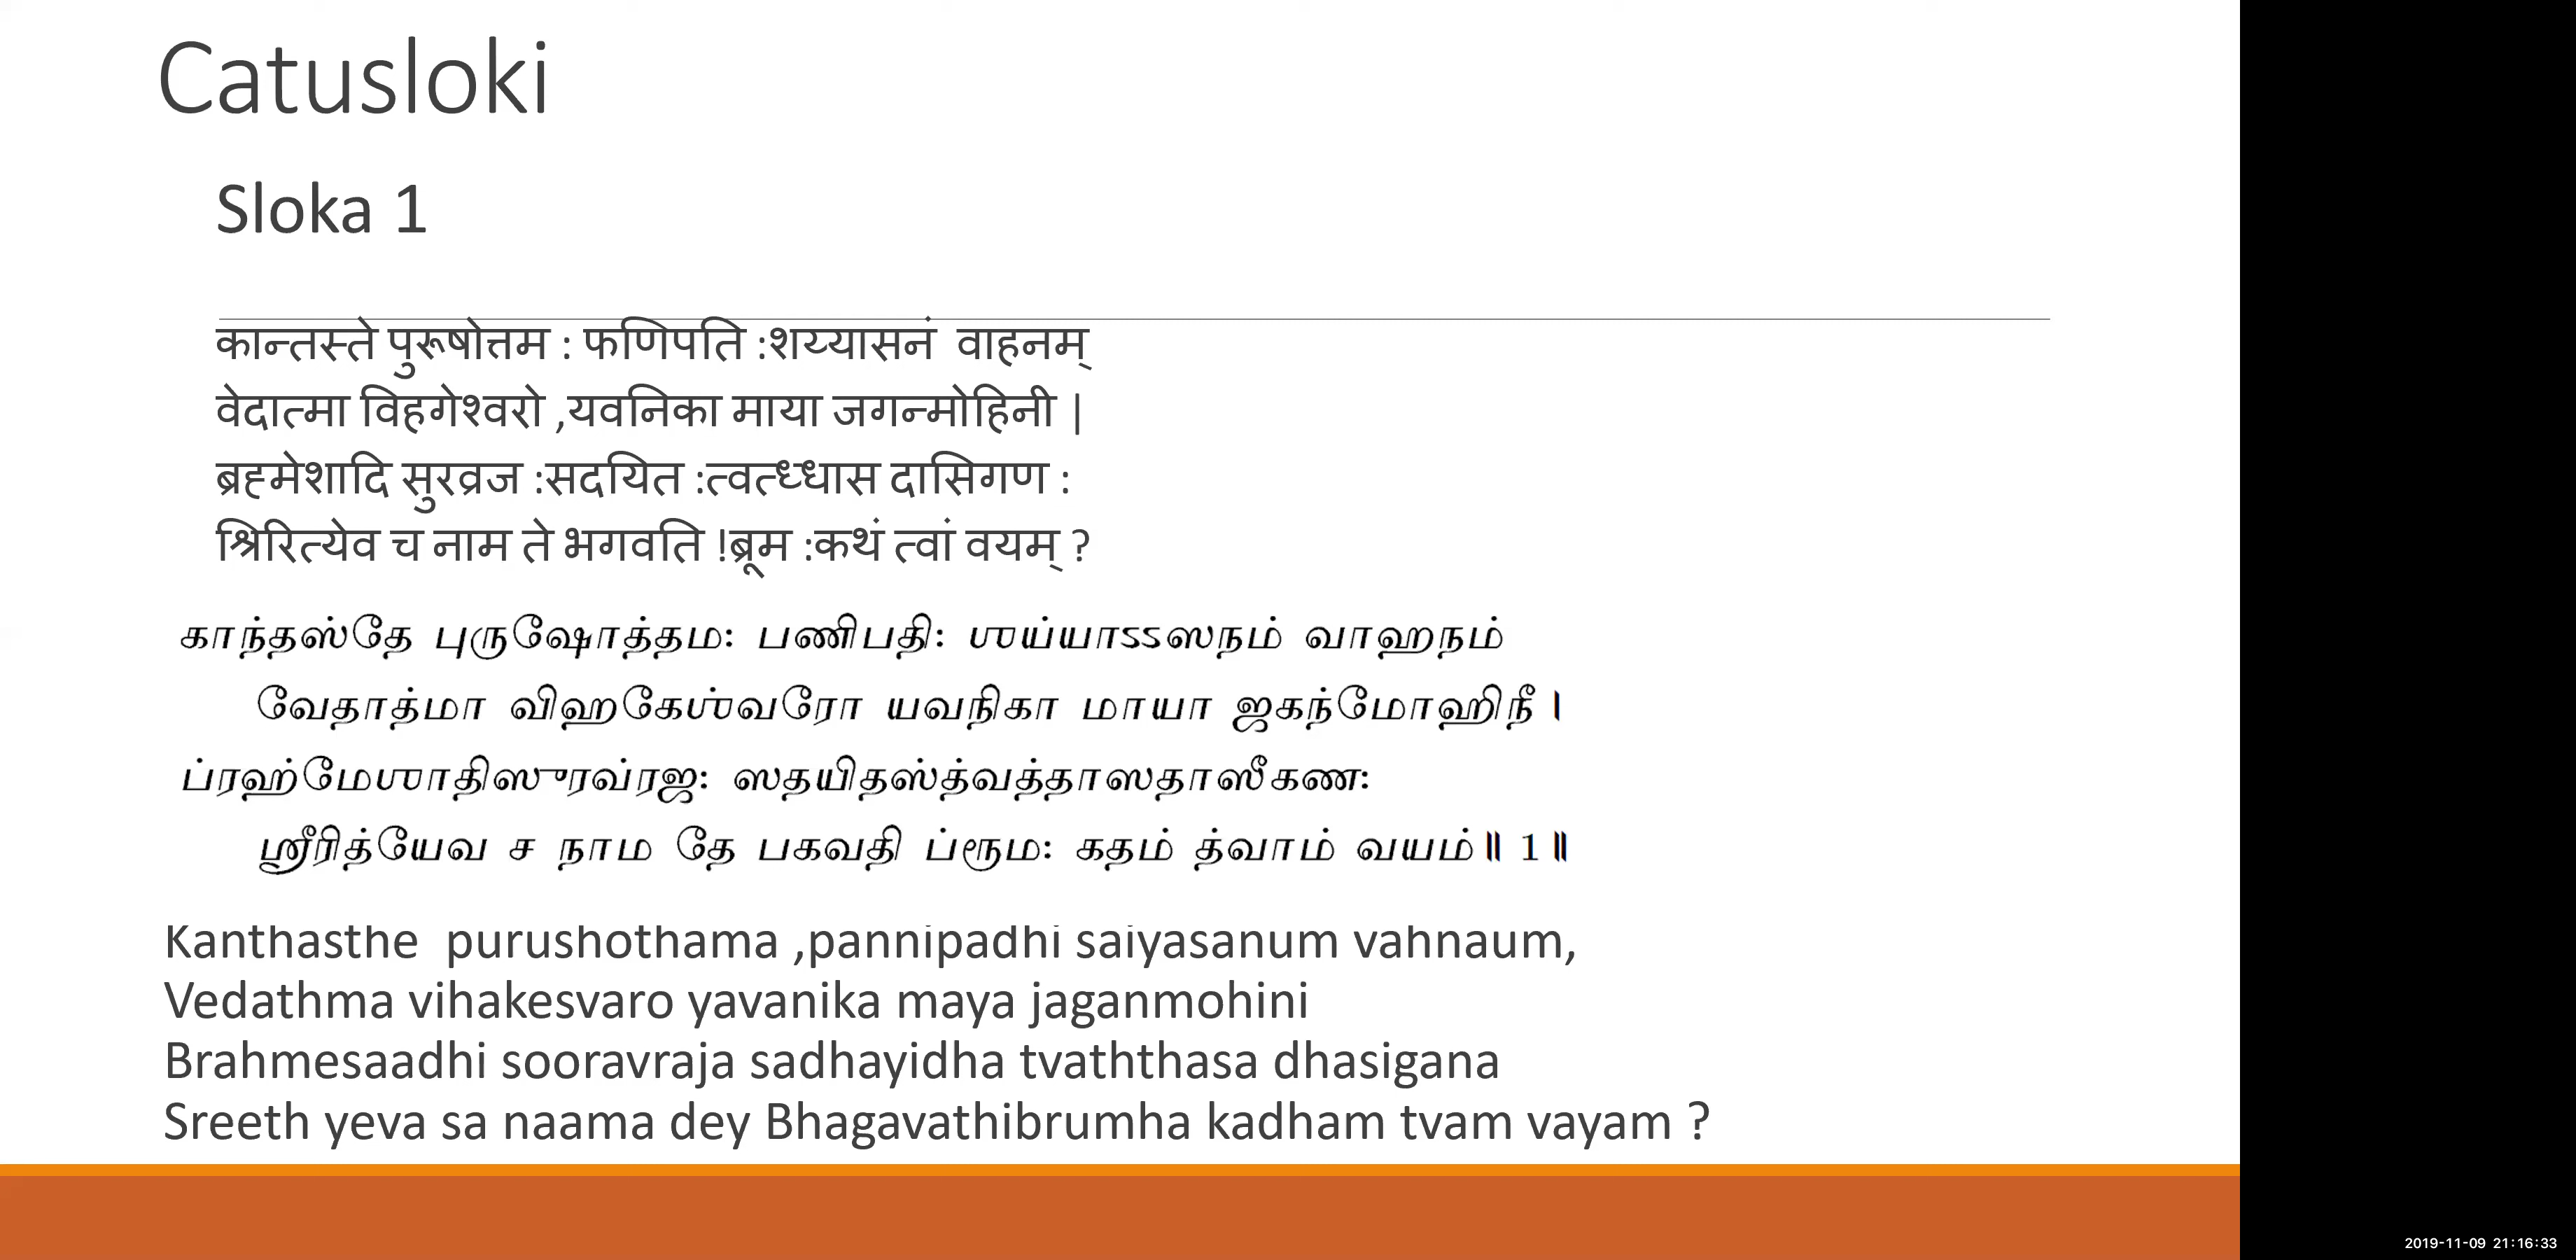 Catusloki
Sloka 1
कान्तस्ते पुरूषोत्तम : फणिपति :शय्यासनं वाहनम्
वेदात्मा विहगेश्वरो ,यवनिका माया जगन्मोहिनी |
ब्रह्मेशादि सुरव्रज :सदयित :त्वत्ध्धास दासिगण :
श्रिरित्येव च नाम ते भगवति !ब्रूम :कथं त्वां वयम् ?
காந்தஸ்தே புருஷோத்தம: பணிபதி: ஶய்யாऽऽஸநம் வாஹநம்
வேதாத்மா விஹகேஶ்வரோ யவநிகா மாயா ஜகந்மோஹிநீ ।
ப்ரஹ்மேஶாதிஸுரவ்ரஜ: ஸதயிதஸ்த்வத்தாஸதாஸீகண:
ஶ்ரீரித்யேவ ச நாம தே பகவதி ப்ரூம: கதம் த்வாம் வயம்॥ 1॥
Kanthasthe purushothama ,pannipadhi saiyasanum vahnaum,
Vedathma vihakesvaro yavanika maya jaganmohini
Brahmesaadhi sooravraja sadhayidha tvaththasa dhasigana
Sreeth yeva sa naama dey Bhagavathibrumha kadham tvam vayam ?
2019-11-09 21:16:33